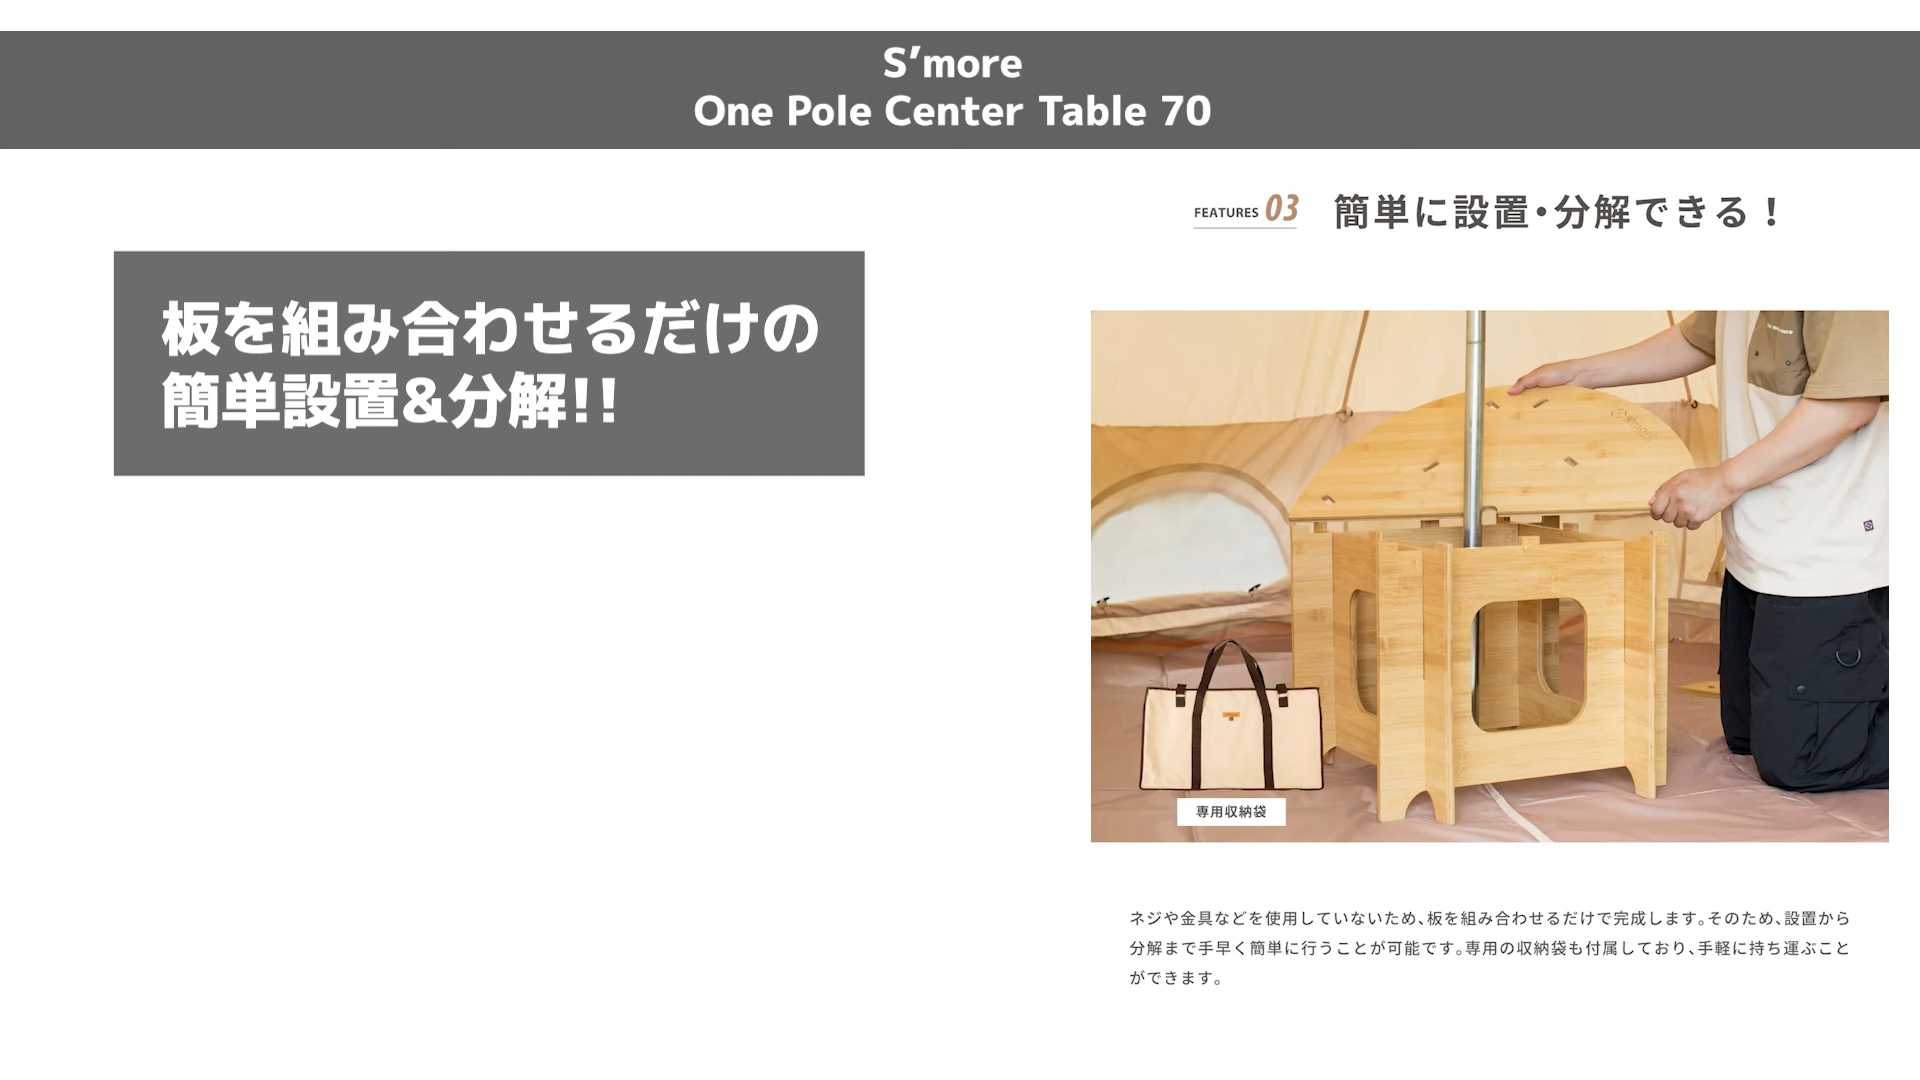 S’more
One Pole Center Table 70
板を組み合わせるだけの
簡単設置&分解!!
FEATURES 03 簡単に設置・分解できる！
S'more
専用収納袋
ネジや金具などを使用していないため、板を組み合わせるだけで完成します。そのため、設置から
分解まで手早く簡単に行うことが可能です。専用の収納袋も付属しており、手軽に持ち運ぶこと
ができます。